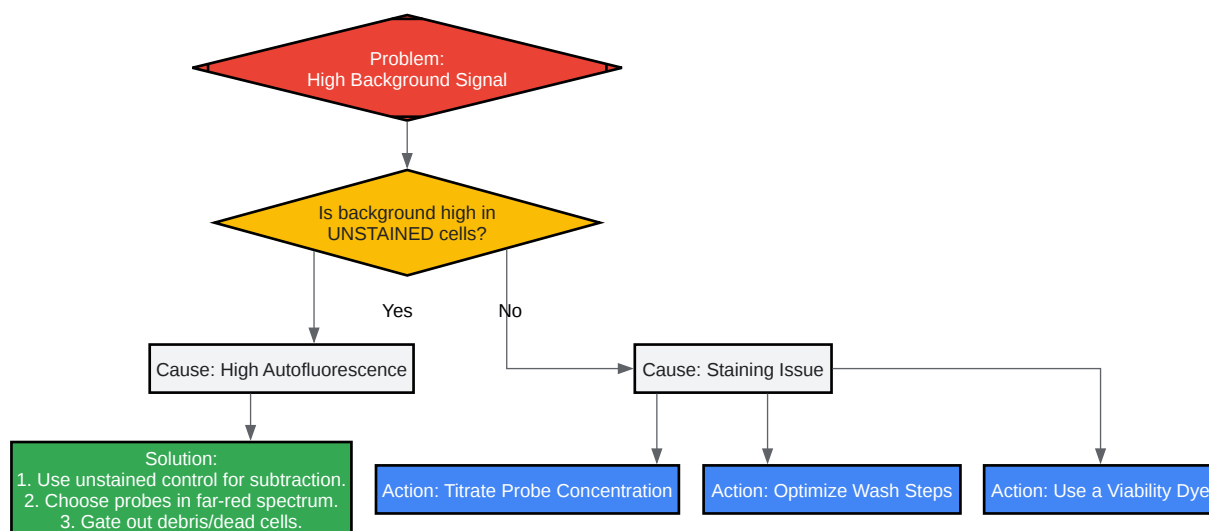 Problem:
High Background Signal
Is background high in
UNSTAINED cells?
Yes
No
Cause: High Autofluorescence
Cause: Staining Issue
Solution:
1. Use unstained control for subtraction.
2. Choose probes in far-red spectrum.
3. Gate out debris/dead cells.
Action: Titrate Probe Concentration
Action: Optimize Wash Steps
Action: Use a Viability Dye